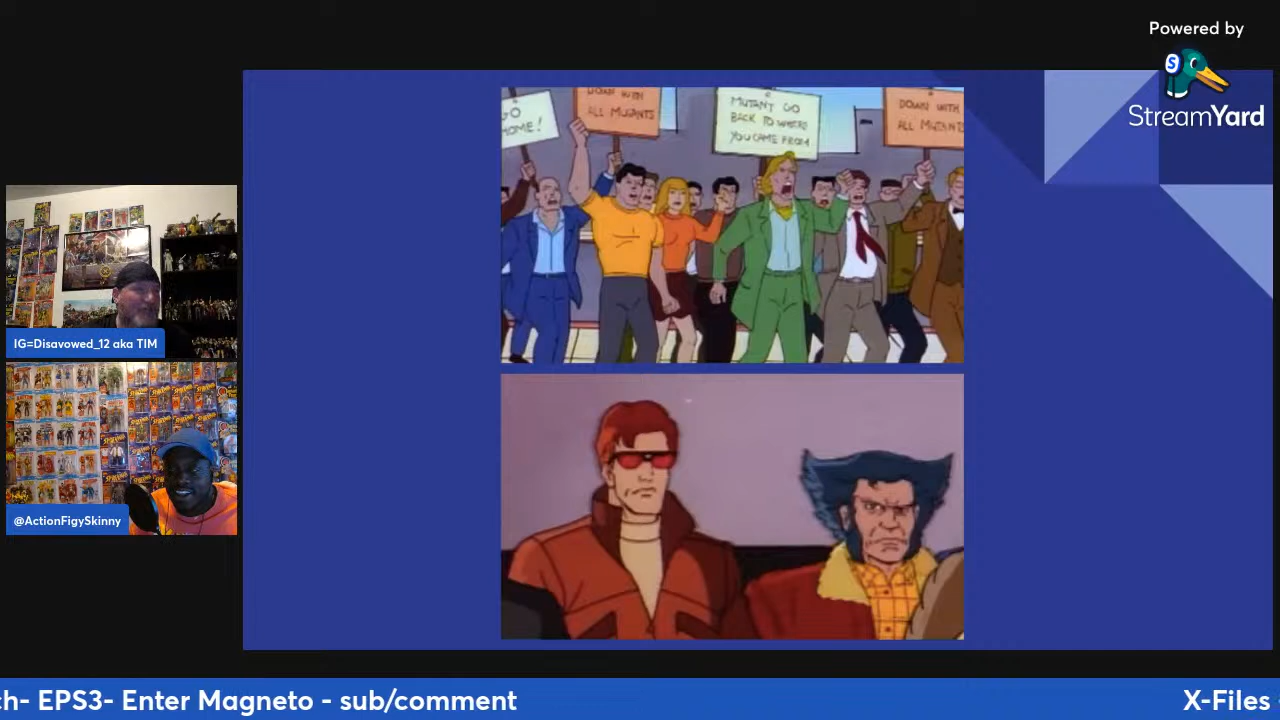 Powered by
StreamYard
GO
HOME!
DOWN WITH
ALL MUTANTS
MUTANT GO
BACK TO WHERE
YOU CAME FROM
DOWN WITH
ALL MUTANTS
IG=Disavowed_12 aka TIM
@ActionFigySkinny
ch- EPS3- Enter Magneto - sub/comment
X-Files